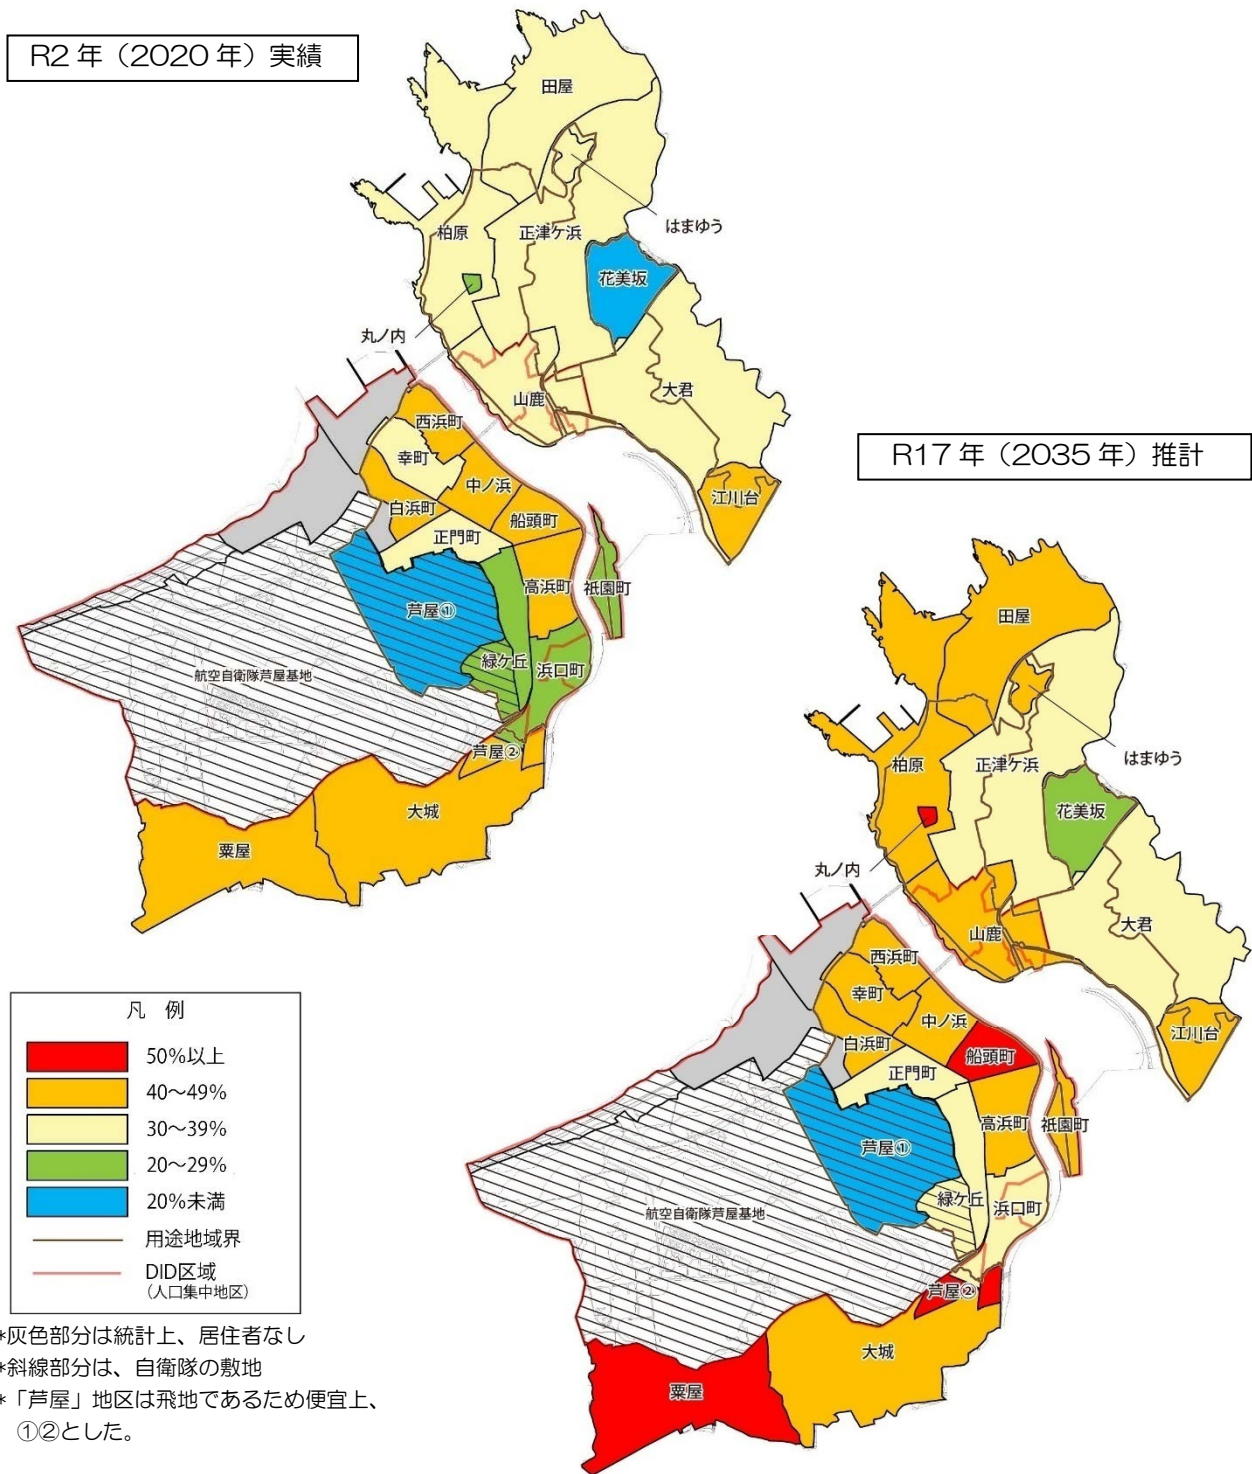 R2 年（2020 年）実績
田屋
はまゆう
柏原
正津ケ浜
花美坂
丸ノ内
山鹿
大君
西浜町
幸町
中ノ浜
江川台
白浜町
船頭町
正門町
高浜町
祇園町
芦屋①
緑ケ丘
浜口町
航空自衛隊芦屋基地
芦屋②
大城
粟屋
R17 年（2035 年）推計
田屋
はまゆう
柏原
正津ケ浜
花美坂
丸ノ内
山鹿
大君
西浜町
幸町
中ノ浜
江川台
白浜町
船頭町
正門町
高浜町
祇園町
芦屋①
緑ケ丘
浜口町
航空自衛隊芦屋基地
芦屋②
大城
粟屋
凡 例
50%以上
40～49%
30～39%
20～29%
20%未満
用途地域界
DID区域
（人口集中地区）
*灰色部分は統計上、居住者なし
*斜線部分は、自衛隊の敷地
*「芦屋」地区は飛地であるため便宜上、
①②とした。